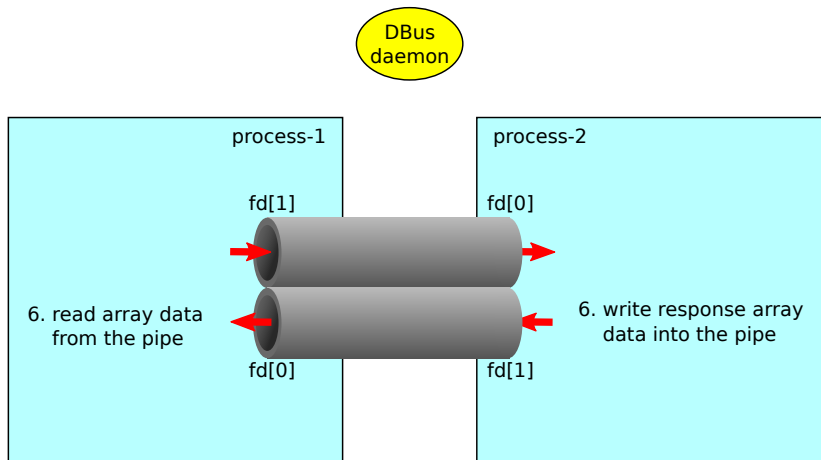 DBus
daemon
process-1
process-2
fd[1]
fd[0]
6. read array data
from the pipe
6. write response array
data into the pipe
fd[0]
fd[1]